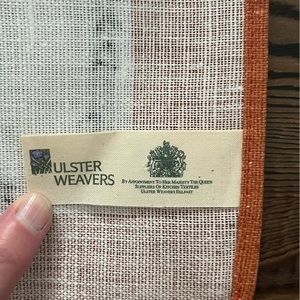 ULSTER
WEAVERS
BY APPOINTMENT TO HER MAJESTY THE QUEEN
SUPPLIERS OF KITCHEN TEXTILES
ULSTER WEAVERS BELFAST